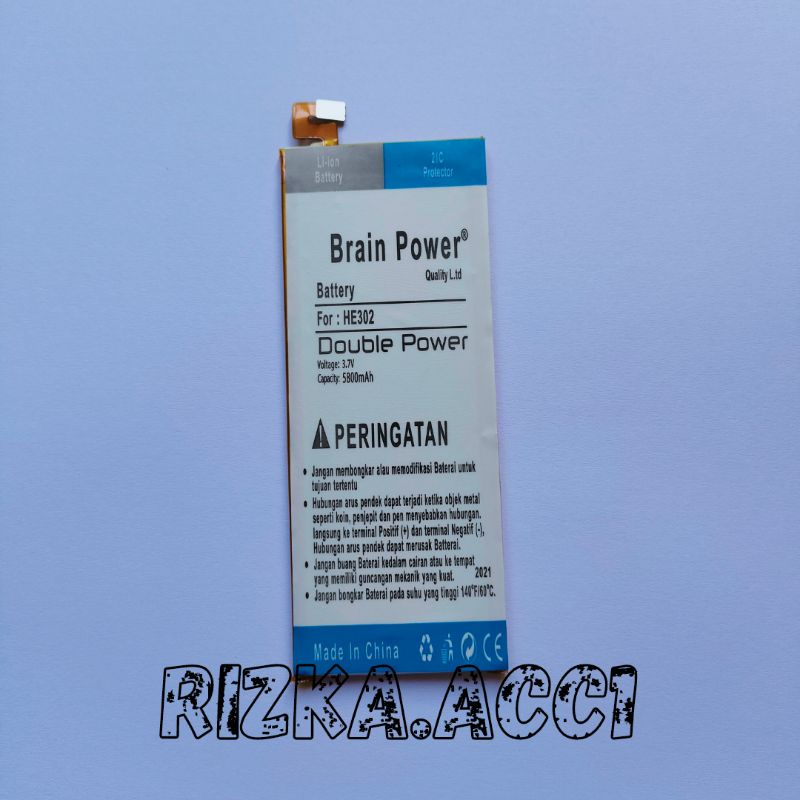 Li-ion
Battery
2IC
Protector
Brain Power®
Quality L.td
Battery
For : HE302
Double Power
Voltage: 3.7V
Capacity: 5800mAh
PERINGATAN
• Jangan membongkar alau memodifikasi Baterai untuk
tujuan tertentu
• Hubungan arus pendek dapat terjadi ketika objek metal
seperti koin, penjepit dan pen menyebabkan hubungan.
langsung ke terminal Positif (+) dan terminal Negatif (-),
Hubungan arus pendek dapat merusak Batterai.
• Jangan buang Baterai kedalam cairan atau ke tempat
yang memiliki guncangan mekanik yang kuat.
2021
• Jangan bongkar Baterai pada suhu yang tinggi 140°F/60°C.
Made In China
CE
RIZKA.ACC1